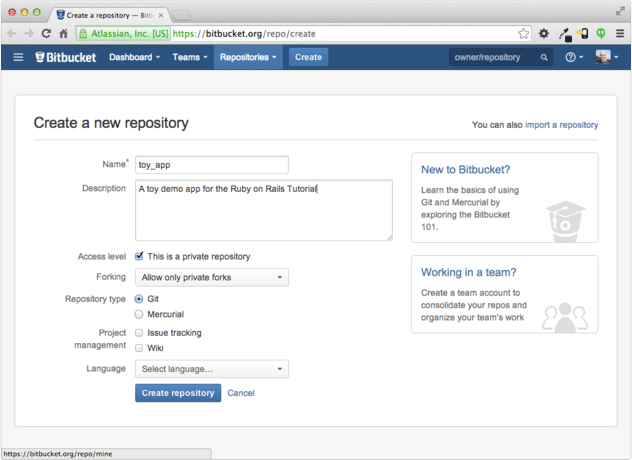 Create a repository — Bitb
Atlassian, Inc. [US] https://bitbucket.org/repo/create
Bitbucket Dashboard Teams Repositories Create owner/repository
Create a new repository
You can also import a repository
Name* toy_app
Description A toy demo app for the Ruby on Rails Tutorial
Access level This is a private repository
Forking Allow only private forks
Repository type Git
Mercurial
Project management Issue tracking
Wiki
Language Select language...
Create repository Cancel
New to Bitbucket?
Learn the basics of using
Git and Mercurial by
exploring the Bitbucket
101.
Working in a team?
Create a team account to
consolidate your repos and
organize your team's work
https://bitbucket.org/repo/mine